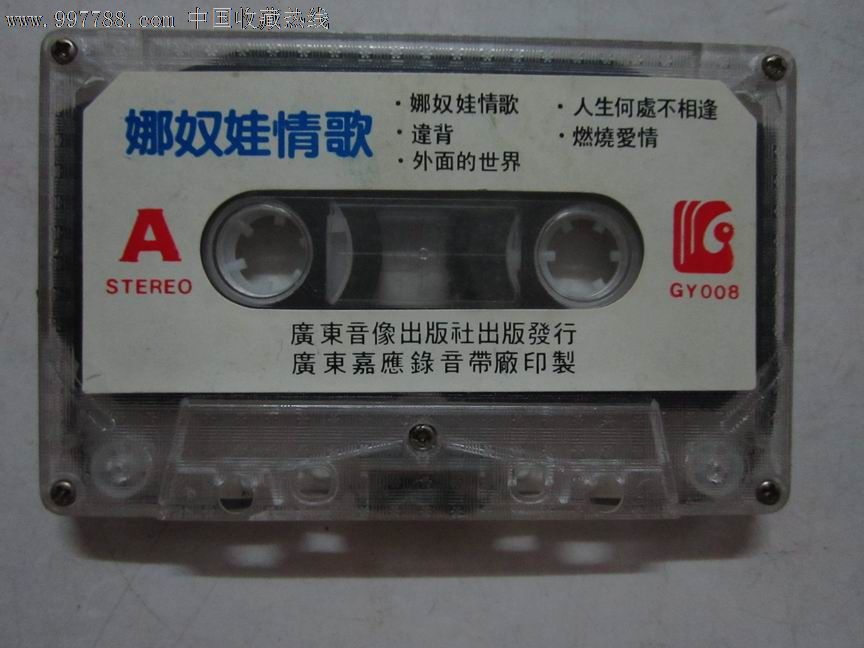 www.997788.com 中国收藏热线
娜奴娃情歌
·娜奴娃情歌
·違背
·外面的世界
·人生何處不相逢
·燃燒愛情
A
STEREO
GY008
廣東音像出版社出版發行
廣東嘉應錄音帶廠印製